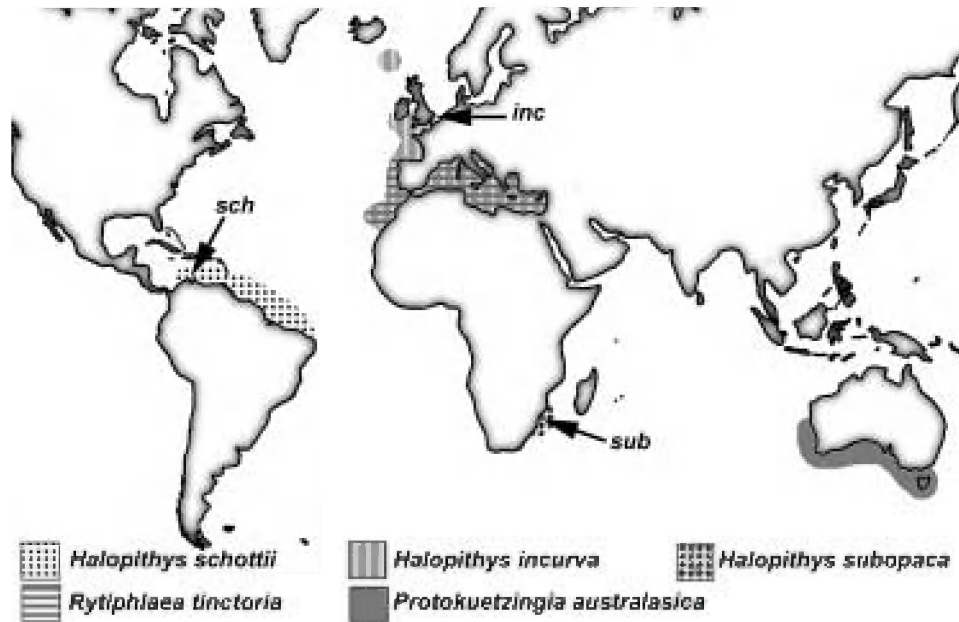 inc
sch
sub
Halopithys schottii Halopithys incurva Halopithys subopaca
Rytiphlaea tinctoria Protokuetzingia australasica